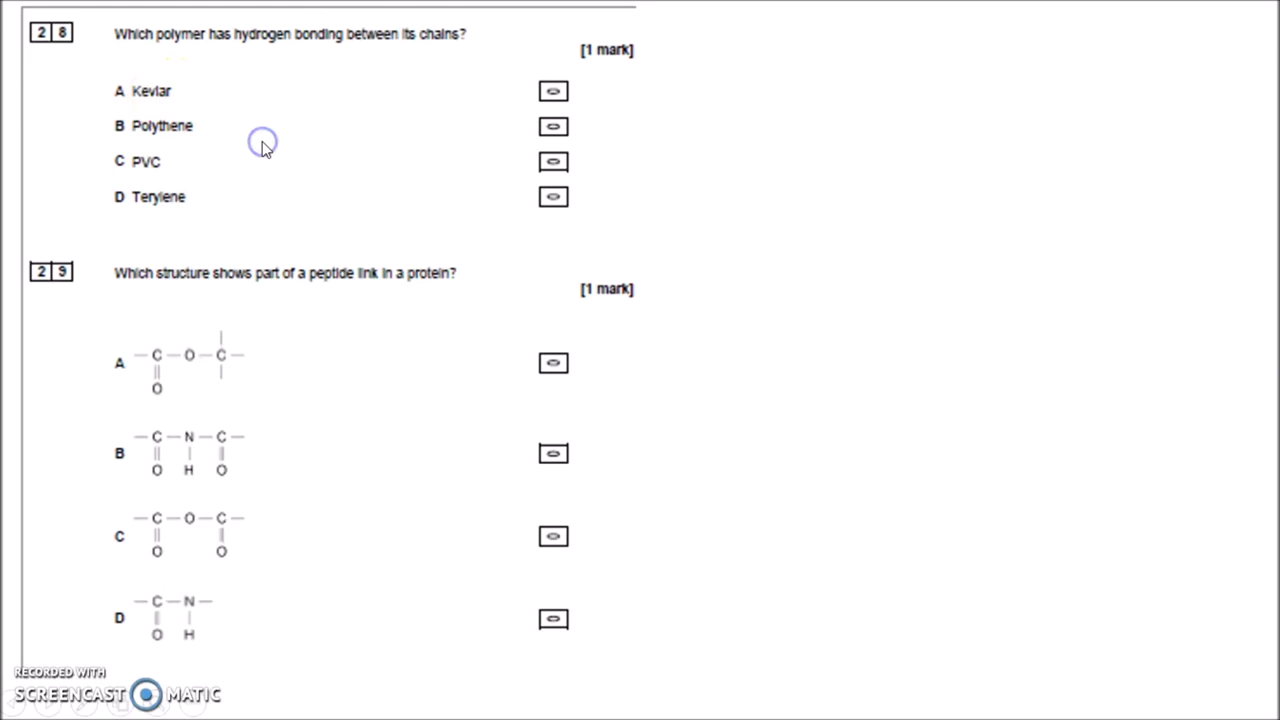 2 8 Which polymer has hydrogen bonding between its chains?
[1 mark]
A Kevlar
B Polythene
C PVC
D Terylene
2 9 Which structure shows part of a peptide link in a protein?
[1 mark]
A
C O C
O
B
C N C
O H O
C
C O C
O O
D
C N
O H
RECORDED WITH
SCREENCAST MATIC